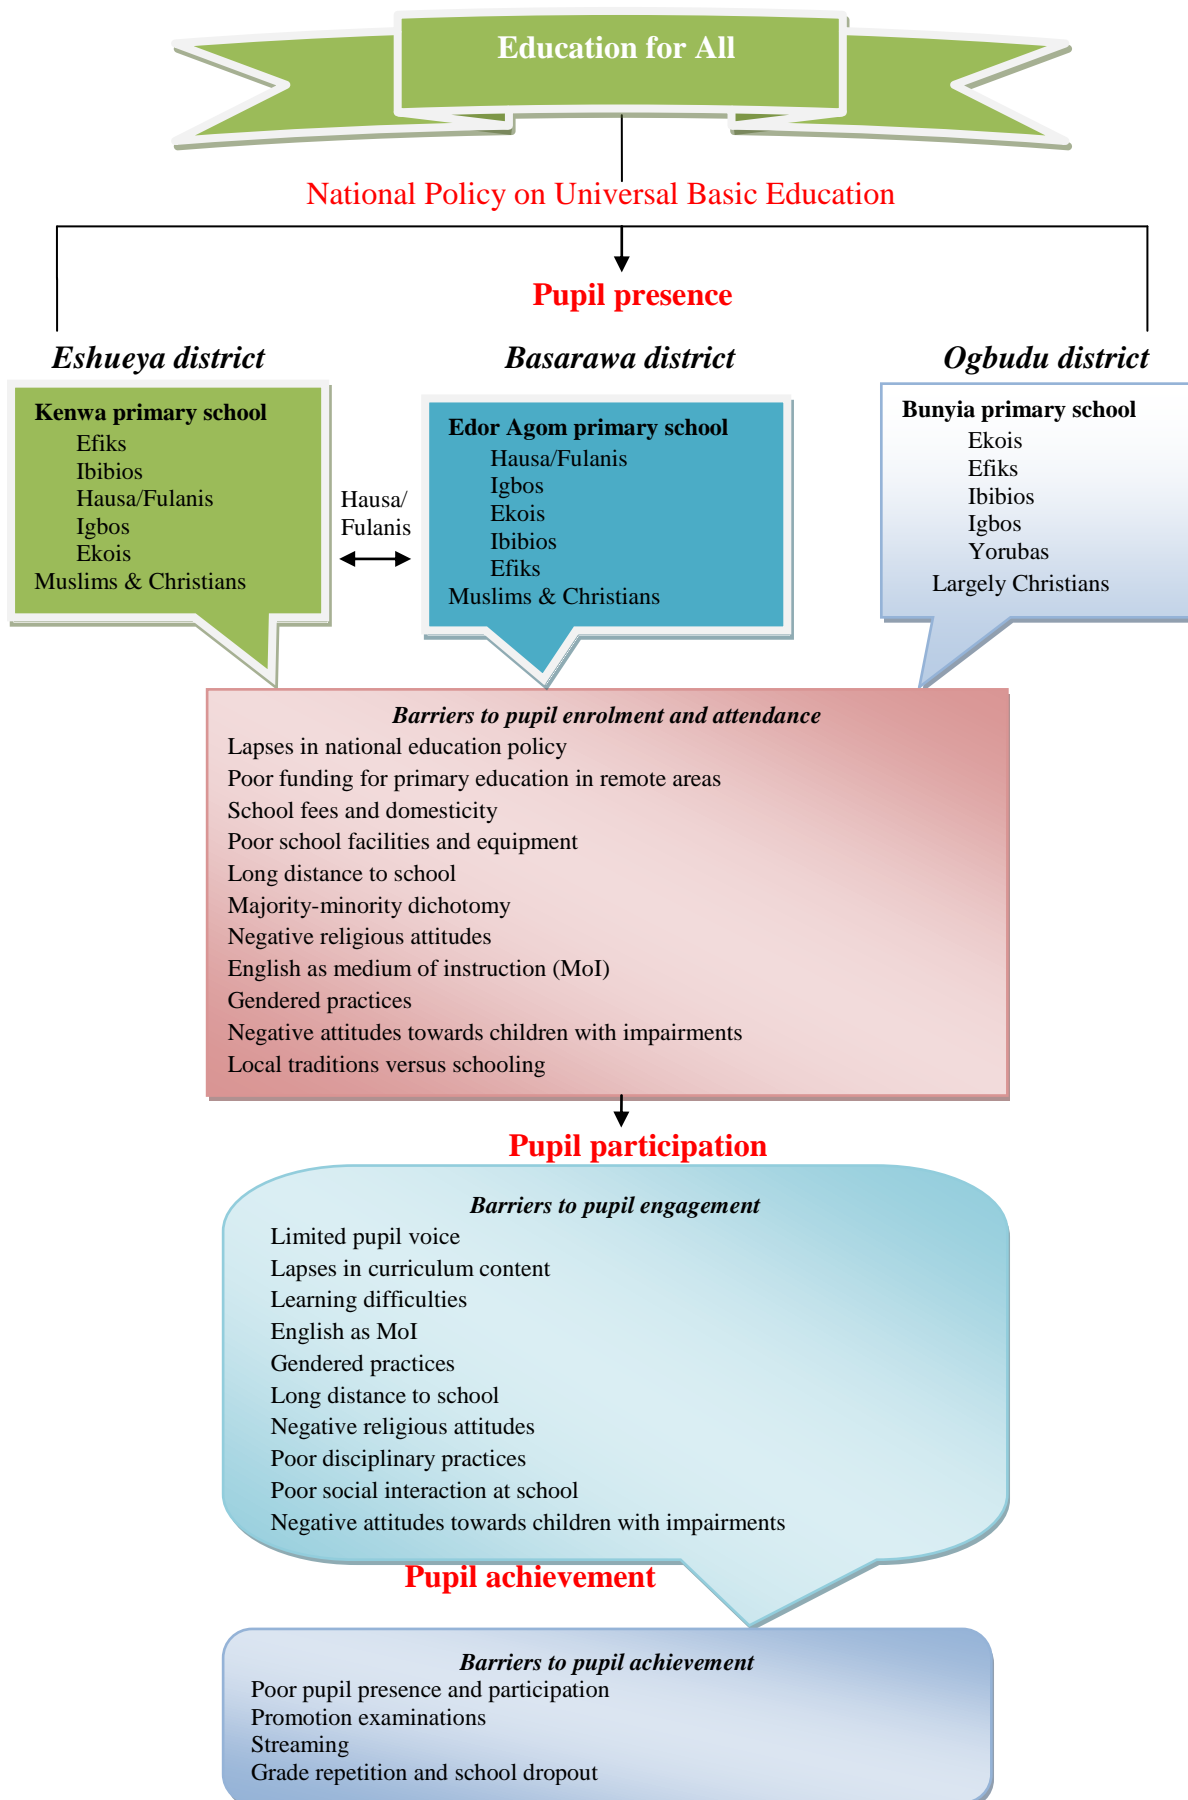 Education for All
National Policy on Universal Basic Education
Pupil presence
Eshueya district
Basarawa district
Ogbudu district
Kenwa primary school
Efiks
Ibibios
Hausa/Fulanis
Igbos
Ekois
Muslims & Christians
Hausa/
Fulanis
Edor Agom primary school
Hausa/Fulanis
Igbos
Ekois
Ibibios
Efiks
Muslims & Christians
Bunyia primary school
Ekois
Efiks
Ibibios
Igbos
Yorubas
Largely Christians
Barriers to pupil enrolment and attendance
Lapses in national education policy
Poor funding for primary education in remote areas
School fees and domesticity
Poor school facilities and equipment
Long distance to school
Majority-minority dichotomy
Negative religious attitudes
English as medium of instruction (MoI)
Gendered practices
Negative attitudes towards children with impairments
Local traditions versus schooling
Pupil participation
Barriers to pupil engagement
Limited pupil voice
Lapses in curriculum content
Learning difficulties
English as MoI
Gendered practices
Long distance to school
Negative religious attitudes
Poor disciplinary practices
Poor social interaction at school
Negative attitudes towards children with impairments
Pupil achievement
Barriers to pupil achievement
Poor pupil presence and participation
Promotion examinations
Streaming
Grade repetition and school dropout